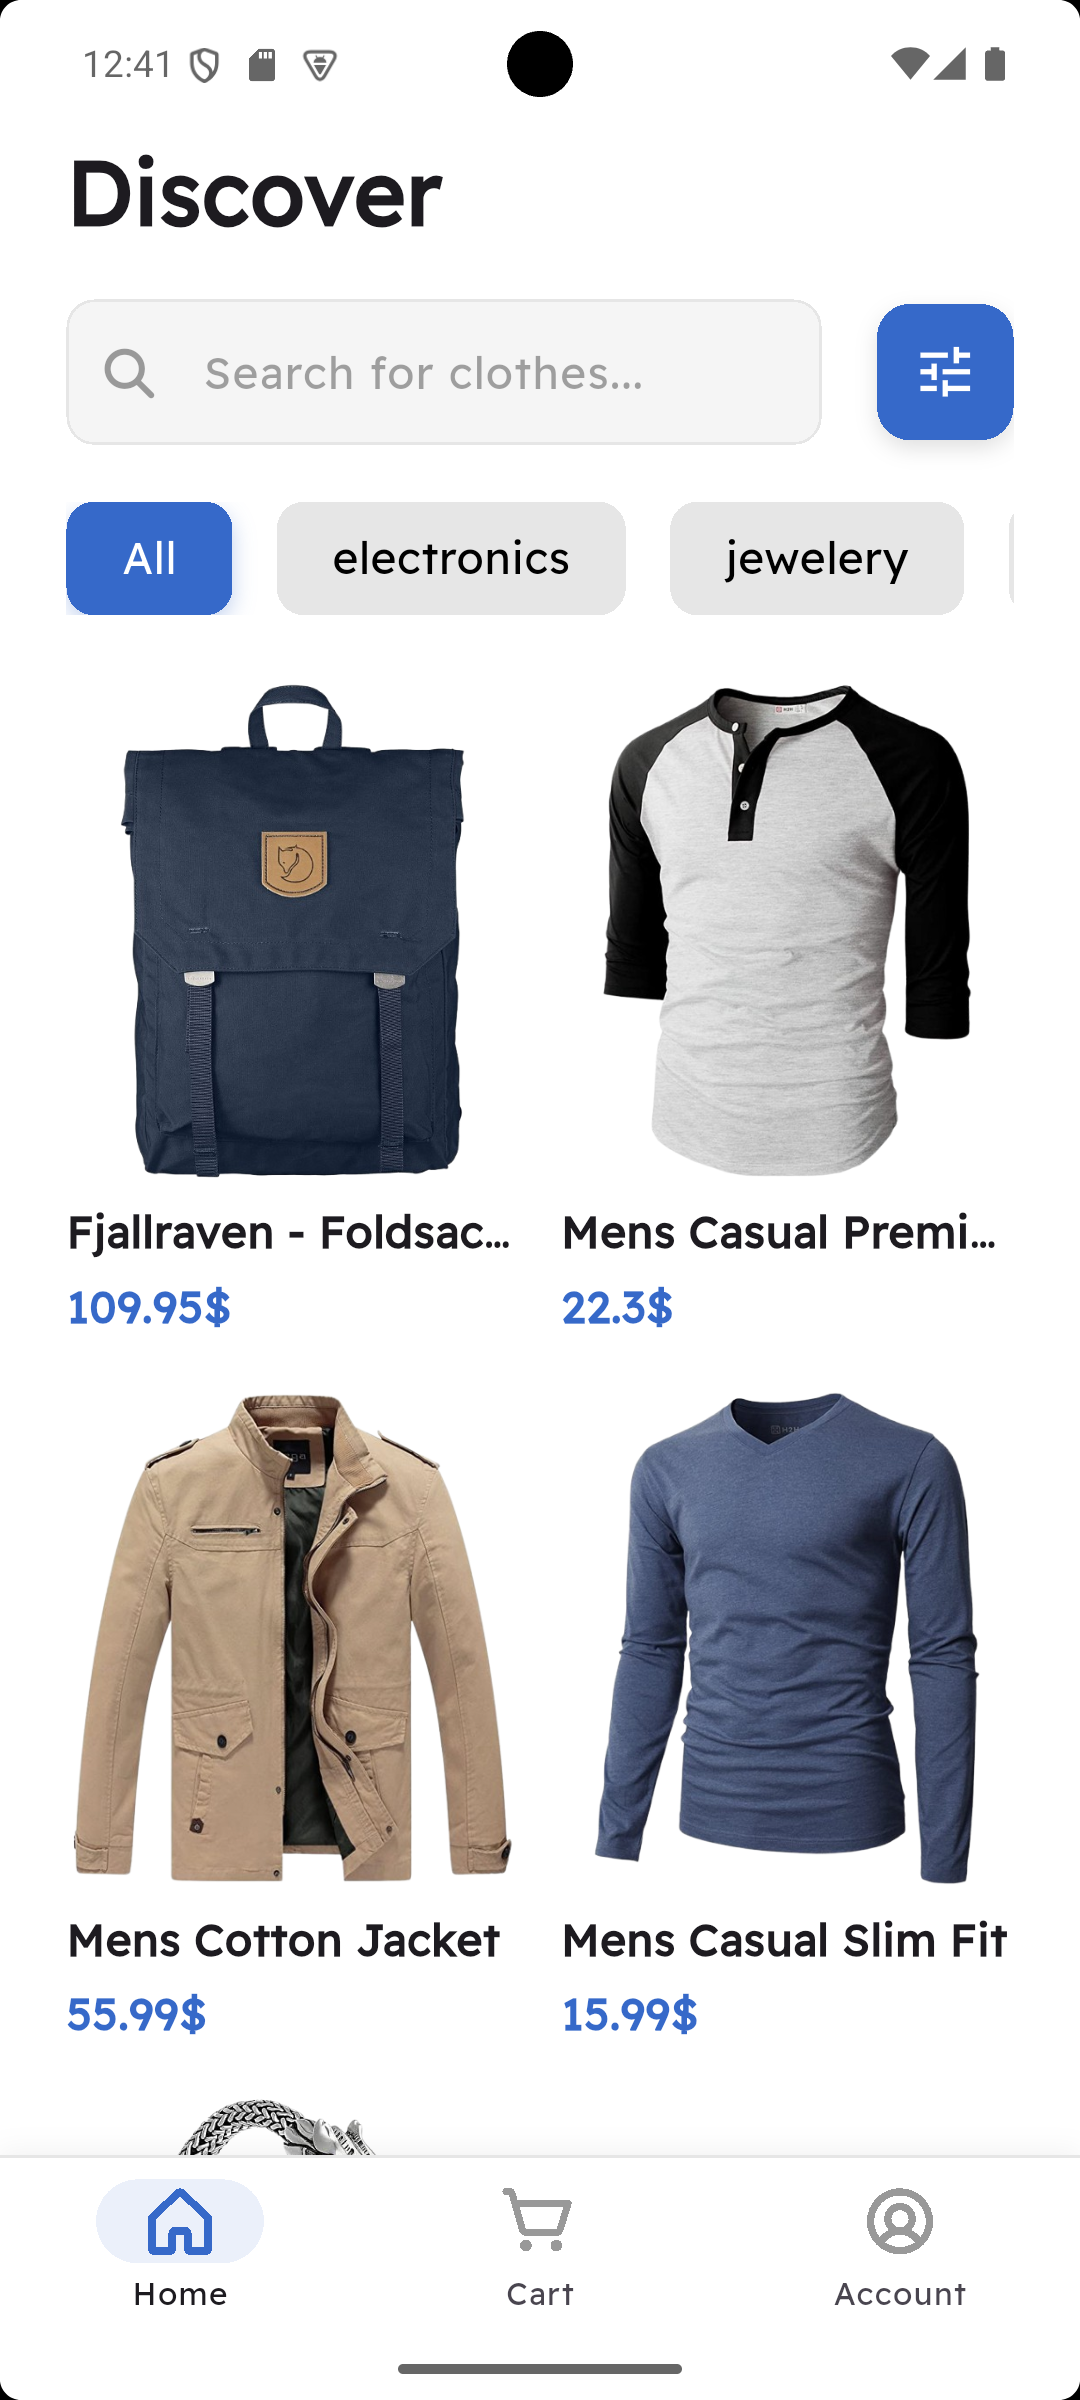 12:41
Discover
Search for clothes...
All
electronics
jewelery
Fjallraven - Foldsac...
Mens Casual Premi...
109.95$
22.3$
Mens Cotton Jacket
Mens Casual Slim Fit
55.99$
15.99$
Home
Cart
Account